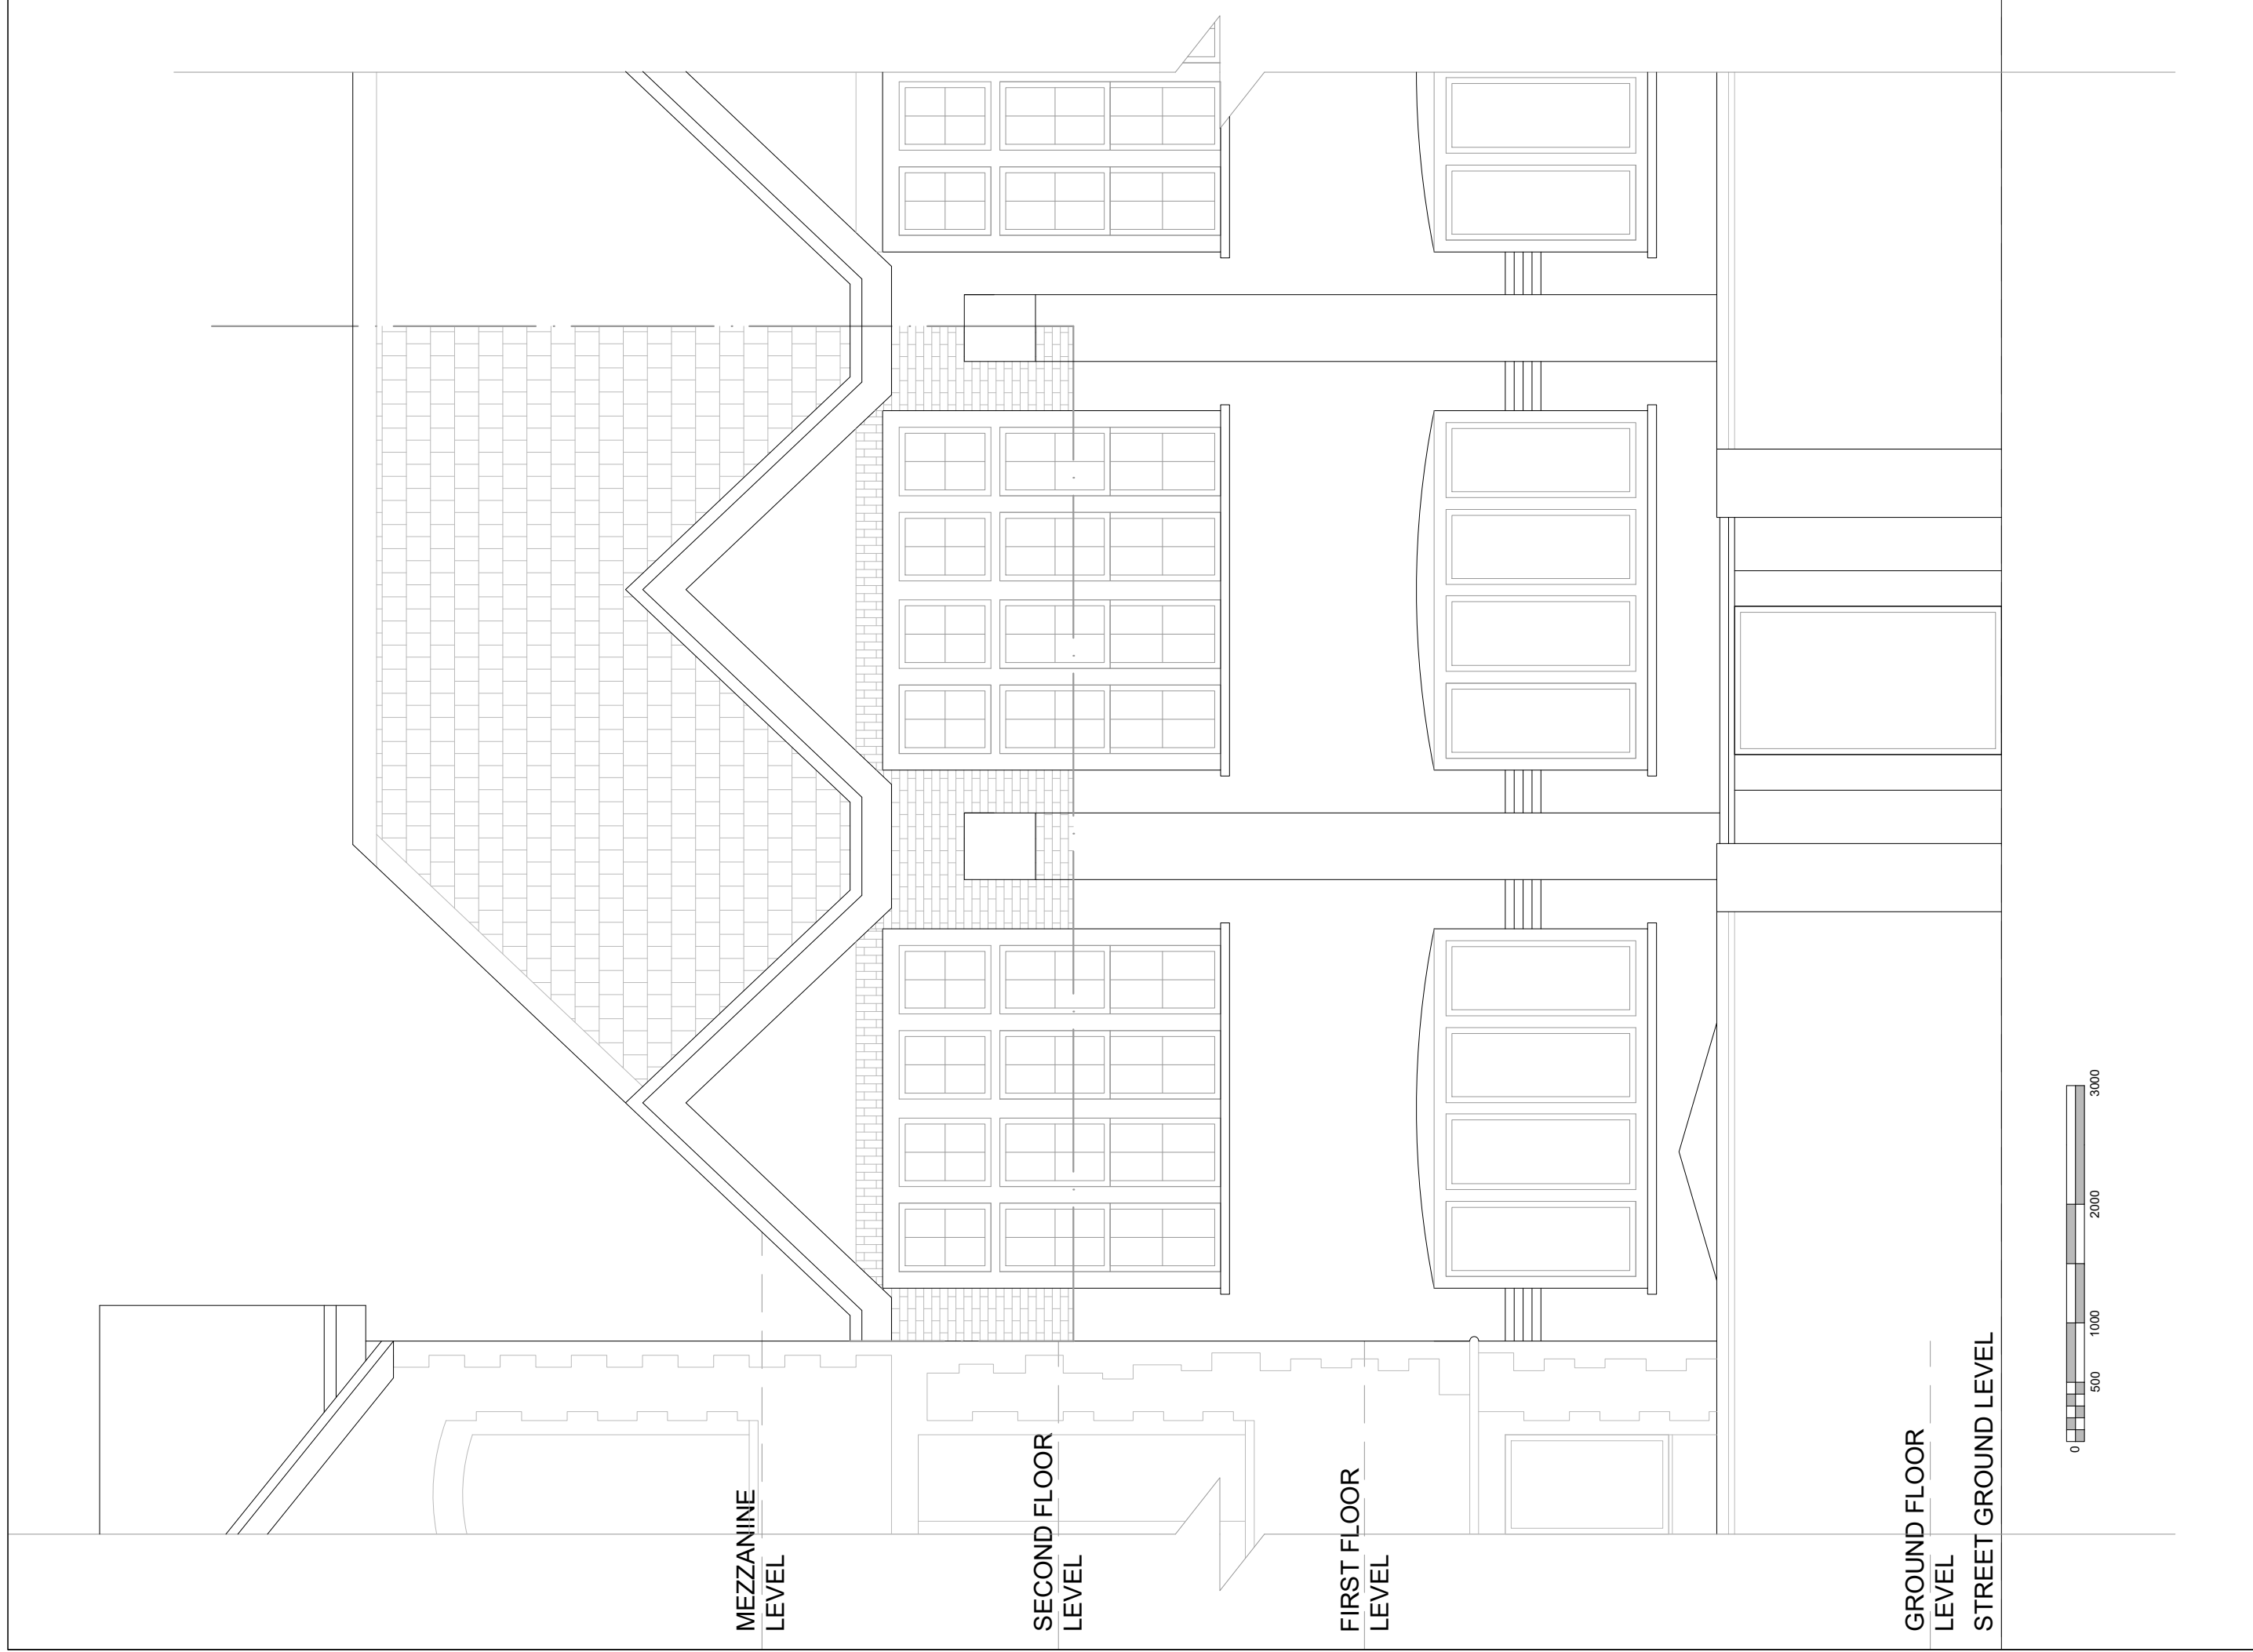 MEZZANINE
LEVEL
SECOND FLOOR
LEVEL
FIRST FLOOR
LEVEL
GROUND FLOOR
LEVEL
STREET GROUND LEVEL
0 500 1000 2000 3000